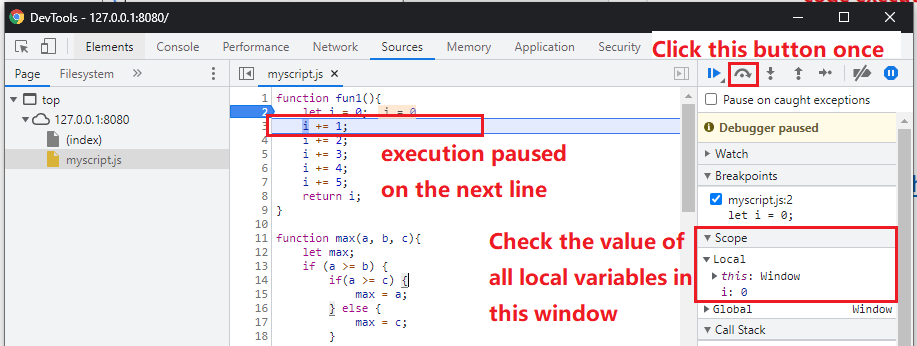 DevTools - 127.0.0.1:8080/
Elements Console Performance Network Sources Memory Application Security
Click this button once
Page Filesystem
myscript.js
top
127.0.0.1:8080
(index)
myscript.js
1 function fun1(){
2 let i = 0; i = 0
3 i += 1;
4 i += 2;
5 i += 3;
6 i += 4;
7 i += 5;
8 return i;
9 }
10
11 function max(a, b, c){
12 let max;
13 if (a >= b) {
14 if(a >= c) {
15 max = a;
16 } else {
17 max = c;
18 }
execution paused
on the next line
Check the value of
all local variables in
this window
Pause on caught exceptions
Debugger paused
Watch
Breakpoints
myscript.js:2
let i = 0;
Scope
Local
this: Window
i: 0
Global Window
Call Stack